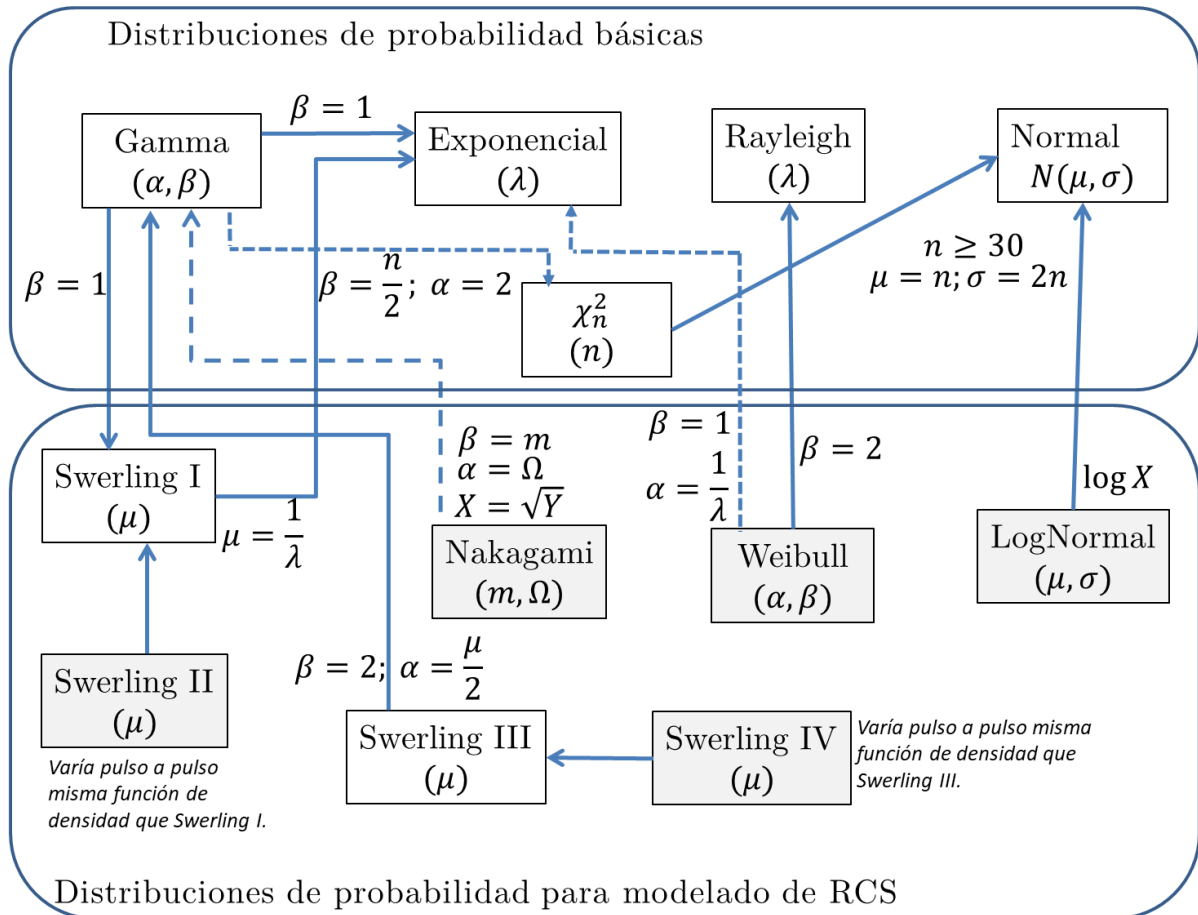 Distribuciones de probabilidad básicas
β = 1
Gamma
(α, β)
Exponencial
(λ)
Rayleigh
(λ)
Normal
N(μ, σ)
β = 1
β = n/2; α = 2
χ²ₙ
(n)
n ≥ 30
μ = n; σ = 2n
Swerling I
(μ)
μ = 1/λ
β = m
α = Ω
X = √Y
Nakagami
(m, Ω)
β = 1
α = 1/λ
β = 2
Weibull
(α, β)
log X
LogNormal
(μ, σ)
Swerling II
(μ)
Varía pulso a pulso
misma función de
densidad que Swerling I.
β = 2; α = μ/2
Swerling III
(μ)
Swerling IV
(μ)
Varía pulso a pulso misma
función de densidad que
Swerling III.
Distribuciones de probabilidad para modelado de RCS